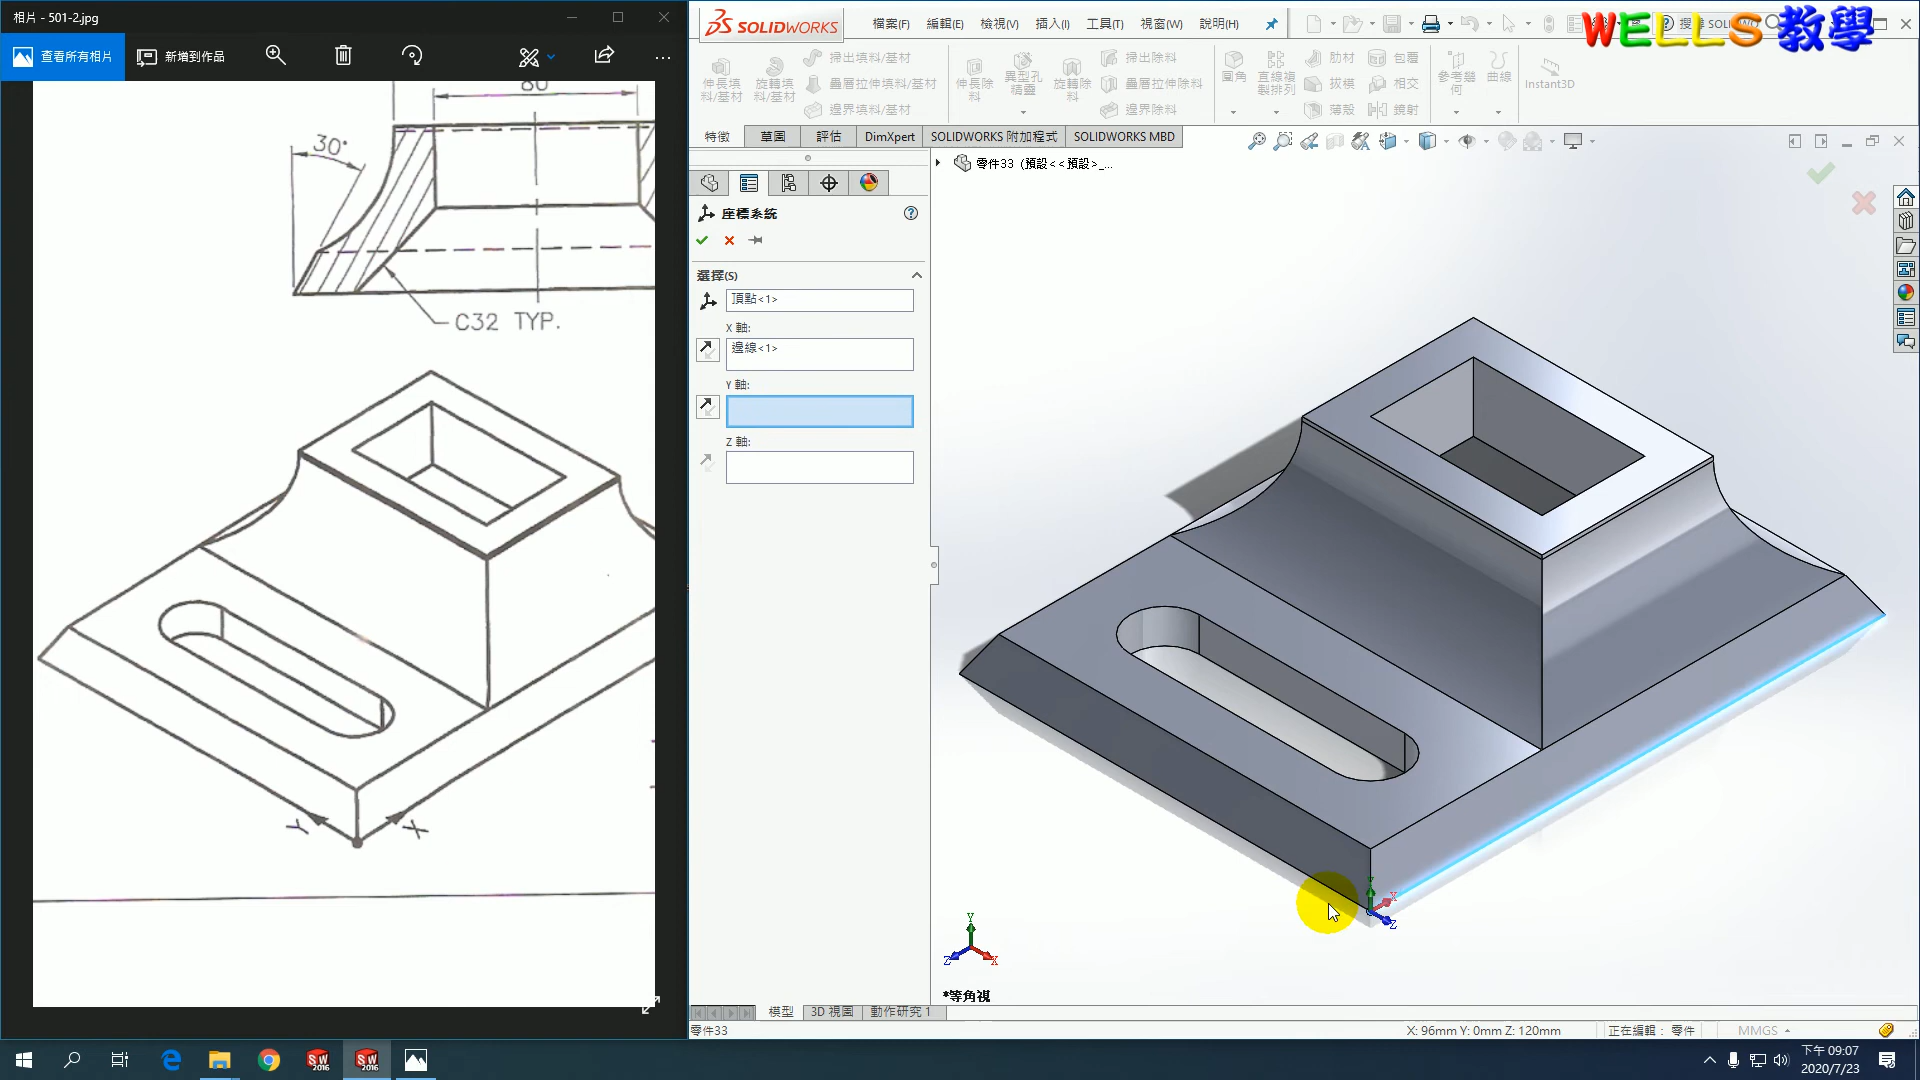 相片 - 501-2.jpg
查看所有相片
新增到作品
80
30°
C32 TYP.
Y
X
SOLIDWORKS
檔案(F)
編輯(E)
檢視(V)
插入(I)
工具(T)
視窗(W)
說明(H)
WELLS 教學
伸長填料/基材
旋轉填料/基材
掃出填料/基材
疊層拉伸填料/基材
邊界填料/基材
伸長除料
異型孔精靈
旋轉除料
掃出除料
疊層拉伸除料
邊界除料
圓角
直線複製排列
肋材
拔模
薄殼
包覆
相交
鏡射
參考幾何
曲線
Instant3D
特徵
草圖
評估
DimXpert
SOLIDWORKS 附加程式
SOLIDWORKS MBD
零件33 (預設<<預設>_...
座標系統
選擇(S)
頂點<1>
X 軸:
邊線<1>
Y 軸:
Z 軸:
Y
X
Z
Y
Z
X
*等角視
模型
3D 視圖
動作研究 1
零件33
X: 96mm Y: 0mm Z: 120mm
正在編輯: 零件
MMGS
SW 2016
SW 2016
下午 09:07
2020/7/23